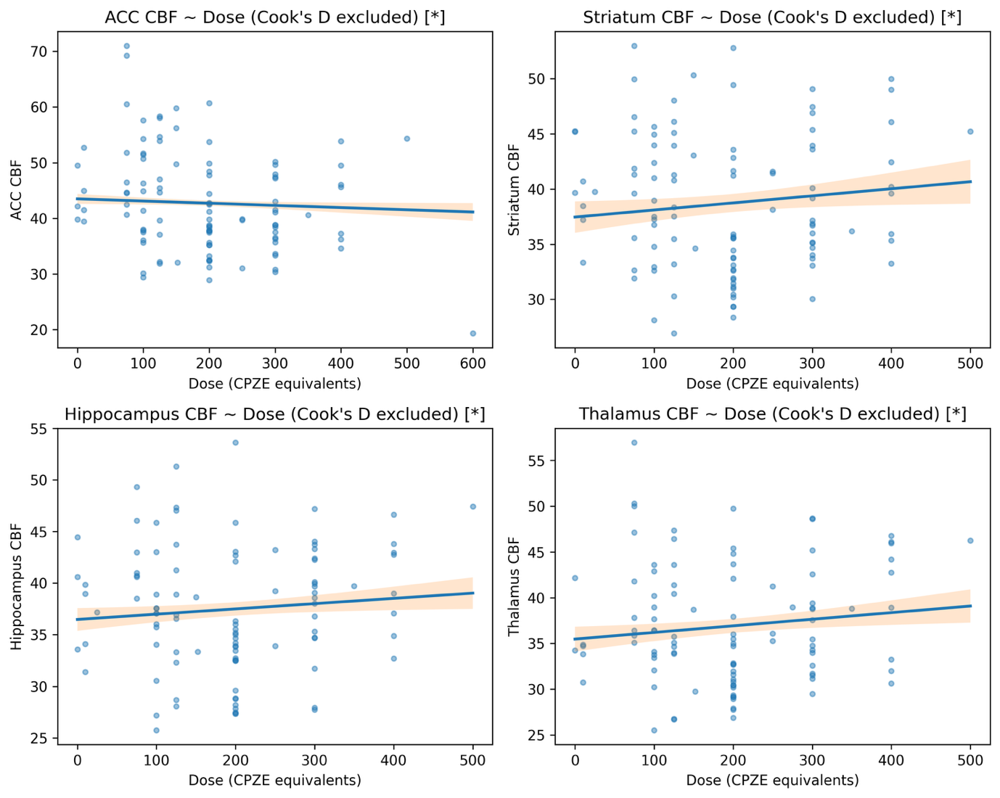 ACC CBF ~ Dose (Cook's D excluded) [*]
70
60
50
40
30
20
ACC CBF
0 100 200 300 400 500 600
Dose (CPZE equivalents)
Striatum CBF ~ Dose (Cook's D excluded) [*]
50
45
40
35
30
Striatum CBF
0 100 200 300 400 500
Dose (CPZE equivalents)
Hippocampus CBF ~ Dose (Cook's D excluded) [*]
55
50
45
40
35
30
25
Hippocampus CBF
0 100 200 300 400 500
Dose (CPZE equivalents)
Thalamus CBF ~ Dose (Cook's D excluded) [*]
55
50
45
40
35
30
25
Thalamus CBF
0 100 200 300 400 500
Dose (CPZE equivalents)